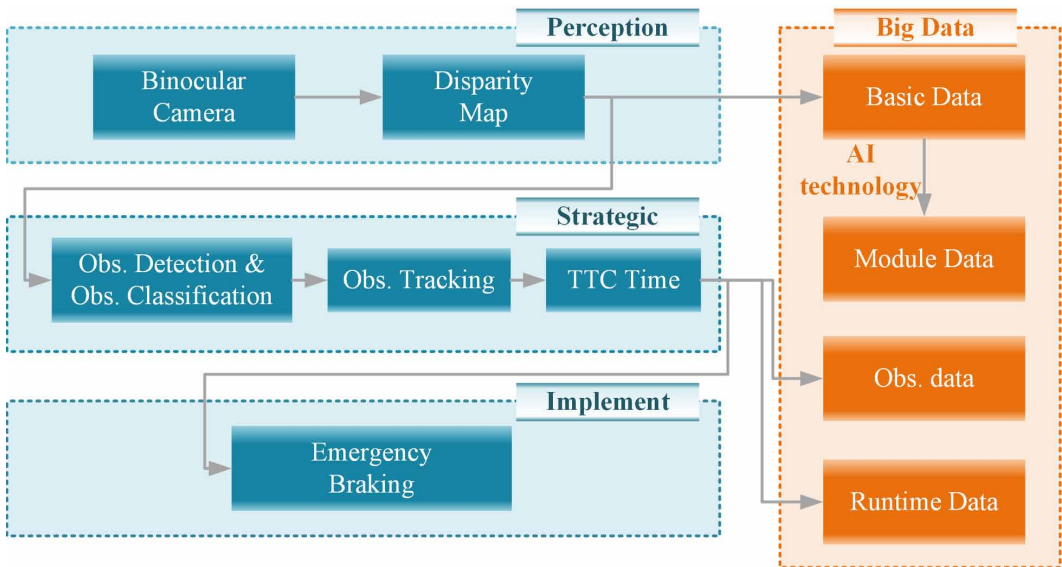 Perception
Binocular
Camera
Disparity
Map
Strategic
Obs. Detection &
Obs. Classification
Obs. Tracking
TTC Time
Implement
Emergency
Braking
Big Data
Basic Data
AI
technology
Module Data
Obs. data
Runtime Data